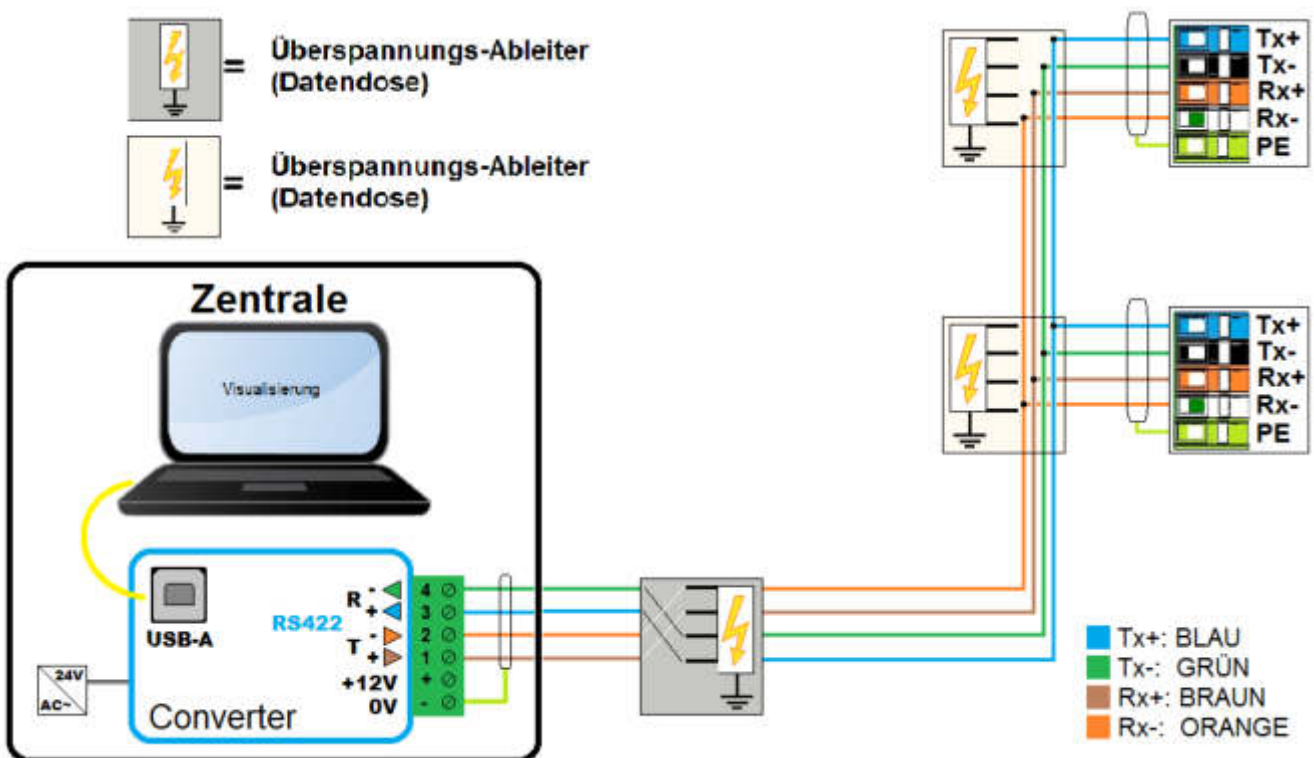 = Überspannungs-Ableiter
(Datendose)
= Überspannungs-Ableiter
(Datendose)
Tx+
Tx-
Rx+
Rx-
PE
Tx+
Tx-
Rx+
Rx-
PE
Zentrale
Visualisierung
USB-A
RS422
R - 4
+ 3
T - 2
+ 1
+12V +
0V -
24V
AC~
Converter
Tx+: BLAU
Tx-: GRÜN
Rx+: BRAUN
Rx-: ORANGE